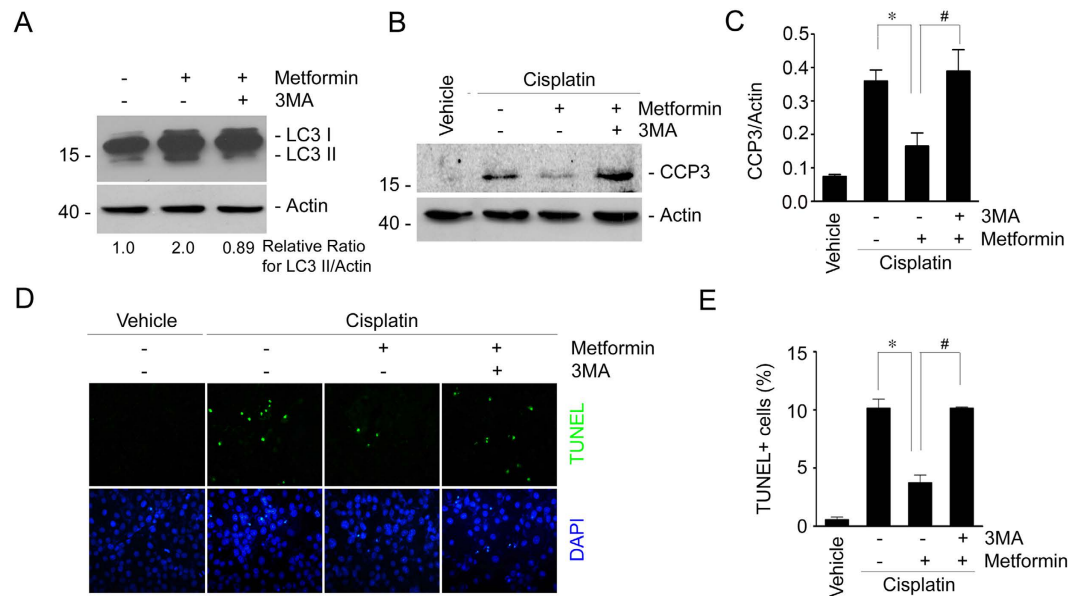 A
- + + Metformin
- - + 3MA
- LC3 I
15 - - LC3 II
40 - - Actin
1.0 2.0 0.89 Relative Ratio
for LC3 II/Actin
B
Vehicle
Cisplatin
- + + Metformin
- - + 3MA
15 - - CCP3
40 - - Actin
C
CCP3/Actin
0.5
0.4
0.3
0.2
0.1
0.0
* #
Vehicle
- - + 3MA
- + + Metformin
Cisplatin
D
Vehicle Cisplatin
- - + + Metformin
- - - + 3MA
TUNEL
DAPI
E
TUNEL+ cells (%)
15
10
5
0
* #
Vehicle
+ 3MA
- + + Metformin
Cisplatin